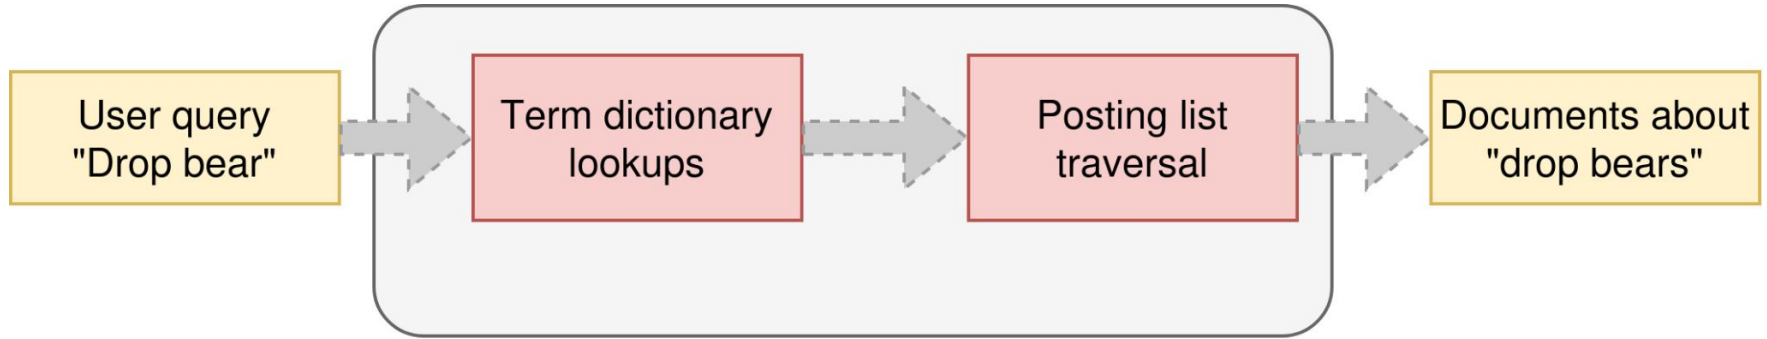 User query
"Drop bear"
Term dictionary
lookups
Posting list
traversal
Documents about
"drop bears"